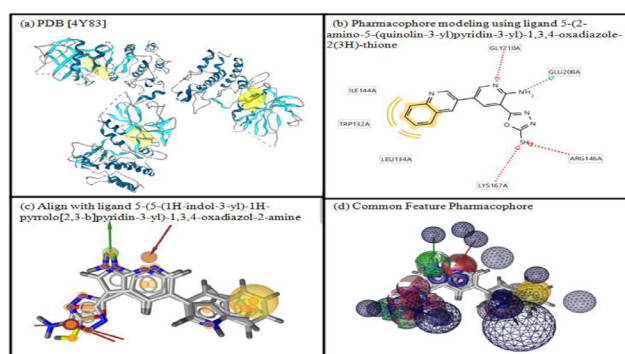 (a) PDB [4Y83]
(b) Pharmacophore modeling using ligand 5-(2-
amino-5-(quinolin-3-yl)pyridin-3-yl)-1,3,4-oxadiazole-
2(3H)-thione
GLY210A
GLU208A
ILE144A
N
N
NH2
TRP132A
N
N
O
LEU134A
SH
ARG146A
LYS167A
(c) Align with ligand 5-(5-(1H-indol-3-yl)-1H-
pyrrolo[2,3-b]pyridin-3-yl)-1,3,4-oxadiazol-2-amine
(d) Common Feature Pharmacophore